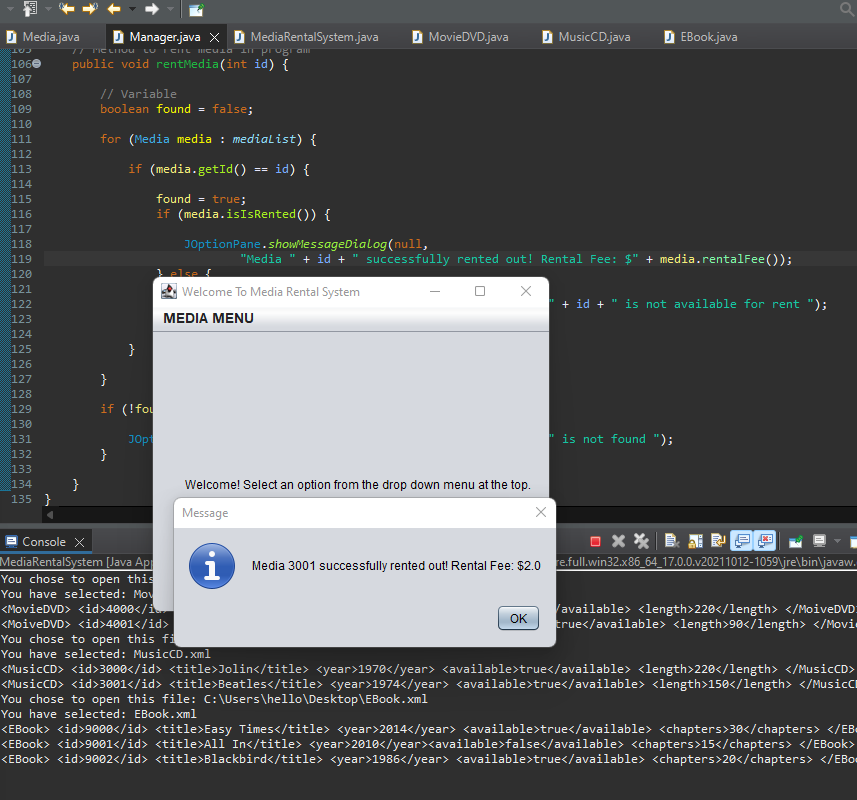 Media.java Manager.java MediaRentalSystem.java MovieDVD.java MusicCD.java EBook.java
105 // Method to rent media in program
106 public void rentMedia(int id) {
107
108 // Variable
109 boolean found = false;
110
111 for (Media media : mediaList) {
112
113 if (media.getId() == id) {
114
115 found = true;
116 if (media.isIsRented()) {
117
118 JOptionPane.showMessageDialog(null,
119 "Media " + id + " successfully rented out! Rental Fee: $" + media.rentalFee());
120 } else {
121
122 " + id + " is not available for rent ");
123
124
125 }
126
127 }
128
129 if (!fou
130
131 JOpt " is not found ");
132 }
133
134 }
135 }
Welcome To Media Rental System
MEDIA MENU
Welcome! Select an option from the drop down menu at the top.
Message
Media 3001 successfully rented out! Rental Fee: $2.0
OK
Console
MediaRentalSystem [Java App re.full.win32.x86_64_17.0.0.v20211012-1059\jre\bin\javaw.
You chose to open this
You have selected: Mov
<MovieDVD> <id>4000</id> /available> <length>220</length> </MoiveDVD
<MoiveDVD> <id>4001</id> true</available> <length>90</length> </Movie
You chose to open this fi
You have selected: MusicCD.xml
<MusicCD> <id>3000</id> <title>Jolin</title> <year>1970</year> <available>true</available> <length>220</length> </MusicCD>
<MusicCD> <id>3001</id> <title>Beatles</title> <year>1974</year> <available>true</available> <length>150</length> </MusicC
You chose to open this file: C:\Users\hello\Desktop\EBook.xml
You have selected: EBook.xml
<EBook> <id>9000</id> <title>Easy Times</title> <year>2014</year> <available>true</available> <chapters>30</chapters> </EB
<EBook> <id>9001</id> <title>All In</title> <year>2010</year><available>false</available> <chapters>15</chapters> </EBook>
<EBook> <id>9002</id> <title>Blackbird</title> <year>1986</year> <available>true</available> <chapters>20</chapters> </EBo